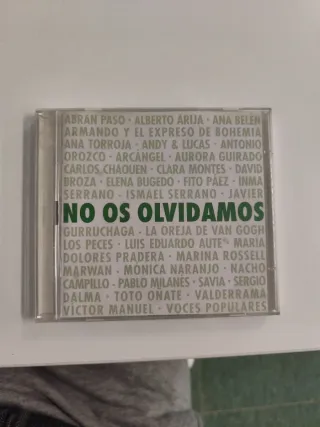 ABRAN PASO · ALBERTO ARIJA · ANA BELÉN
ARMANDO Y EL EXPRESO DE BOHEMIA
ANA TORROJA · ANDY & LUCAS · ANTONIO
OROZCO · ARCÁNGEL · AURORA GUIRADO
CARLOS CHAOUEN · CLARA MONTES · DAVID
BROZA · ELENA BUGEDO · FITO PÁEZ · INMA
SERRANO · ISMAEL SERRANO · JAVIER
NO OS OLVIDAMOS
GURRUCHAGA · LA OREJA DE VAN GOGH
LOS PECES · LUIS EDUARDO AUTE · MARÍA
DOLORES PRADERA · MARINA ROSSELL
MARWAN · MÓNICA NARANJO · NACHO
CAMPILLO · PABLO MILANÉS · SAVIA · SERGIO
DALMA · TOTO OÑATE · VALDERRAMA
VÍCTOR MANUEL · VOCES POPULARES